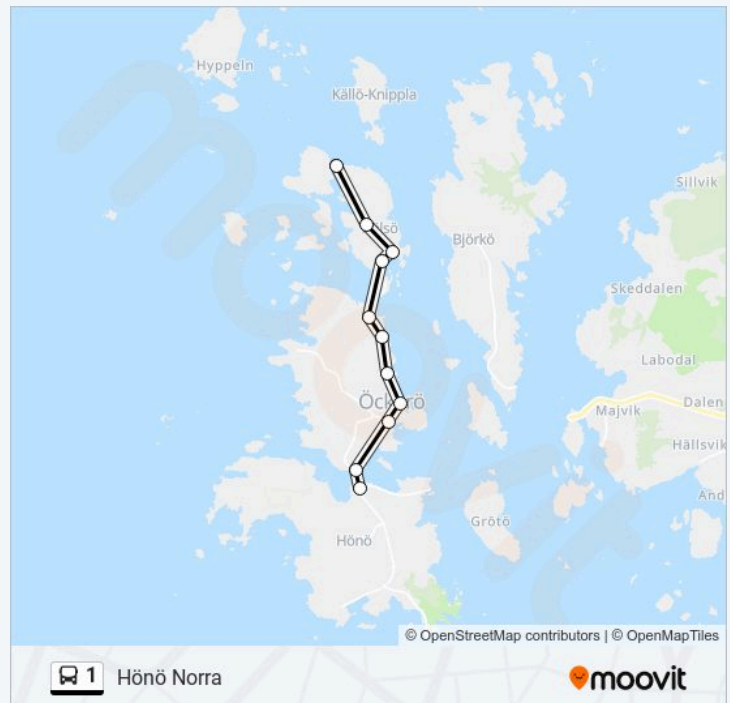 Hyppeln
Källö-Knippla
Sillvik
Björkö
Skeddalen
Labodal
Dalen
Majvik
Hällsvik
And
Grötö
Hönö
© OpenStreetMap contributors | © OpenMapTiles
1 Hönö Norra
moovit
moovit